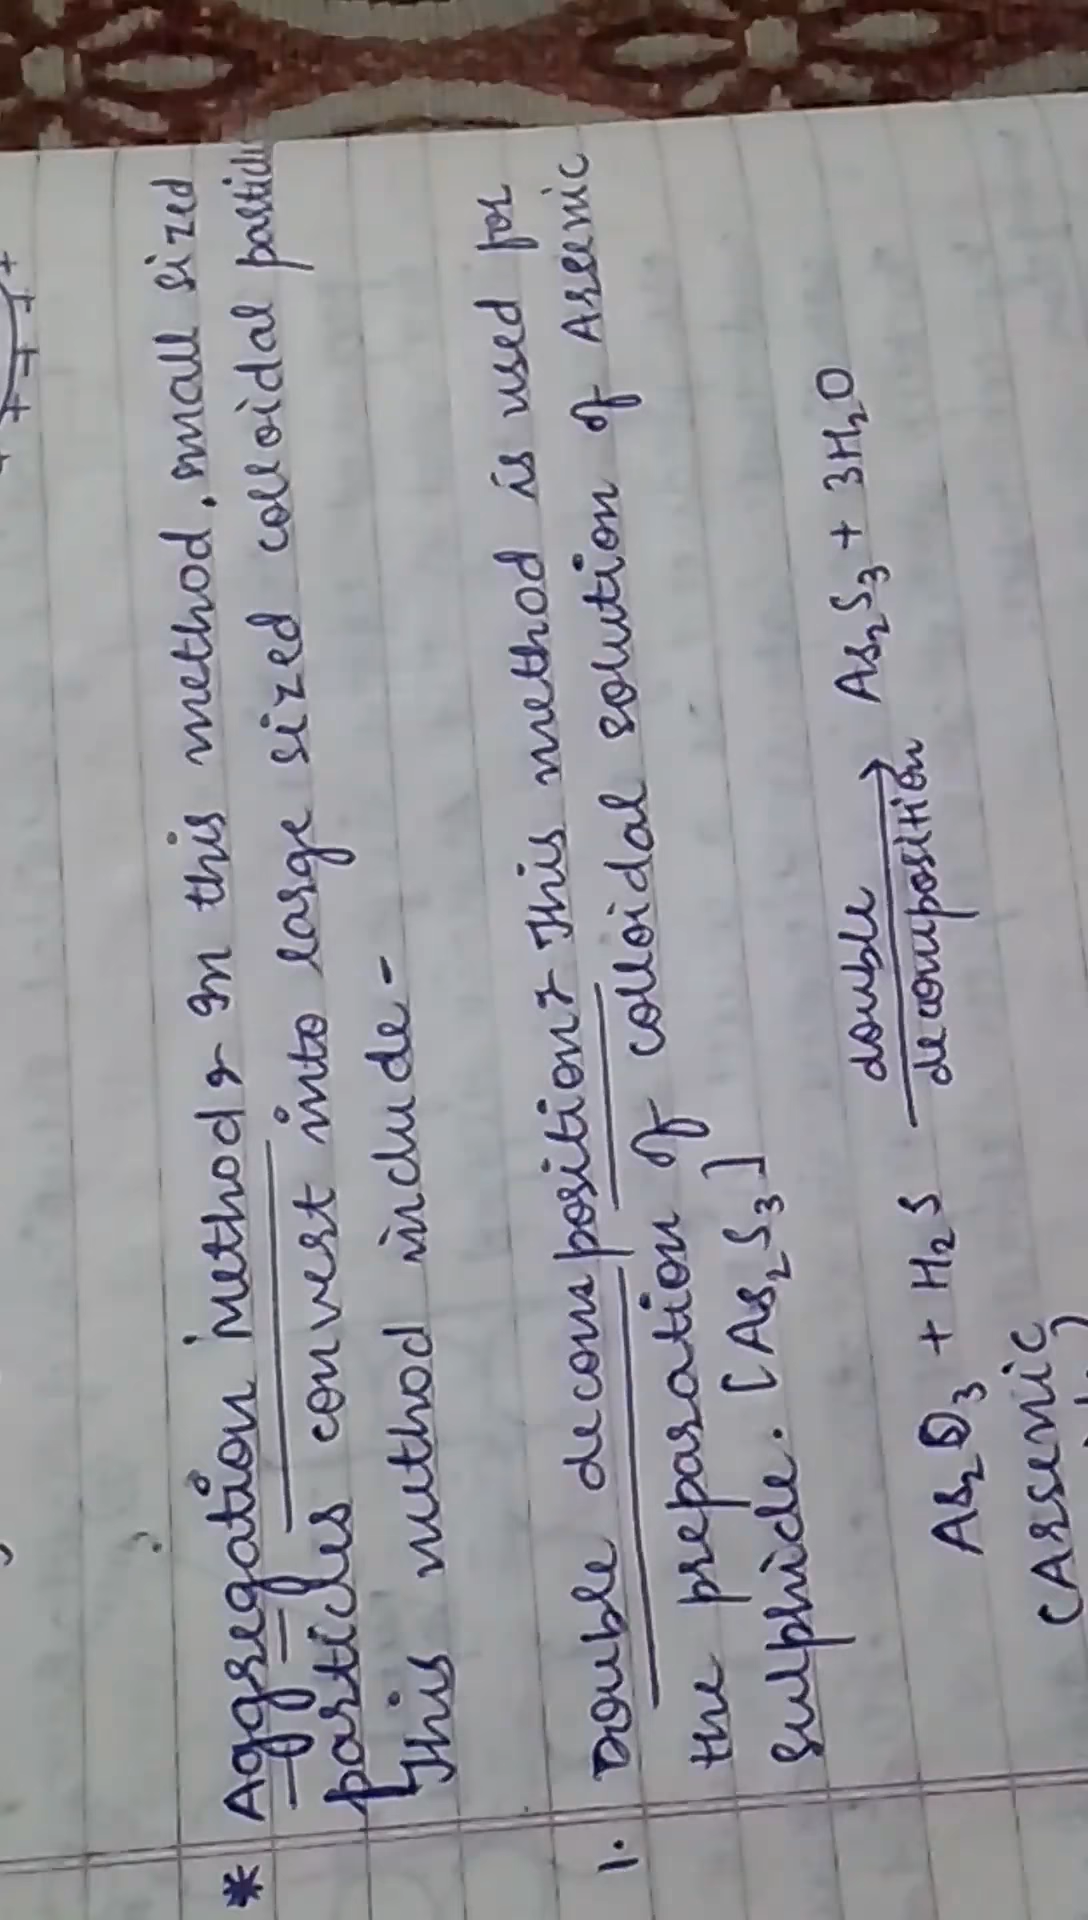 * Aggregation Method :- In this method, small sized
particles convert into large sized colloidal particle
This method include -
1. Double decomposition :- This method is used for
the preparation of colloidal solution of Arsenic
Sulphide. [As₂S₃]
As₂O₃ + H₂S double decomposition → As₂S₃ + 3H₂O
(Arsenic